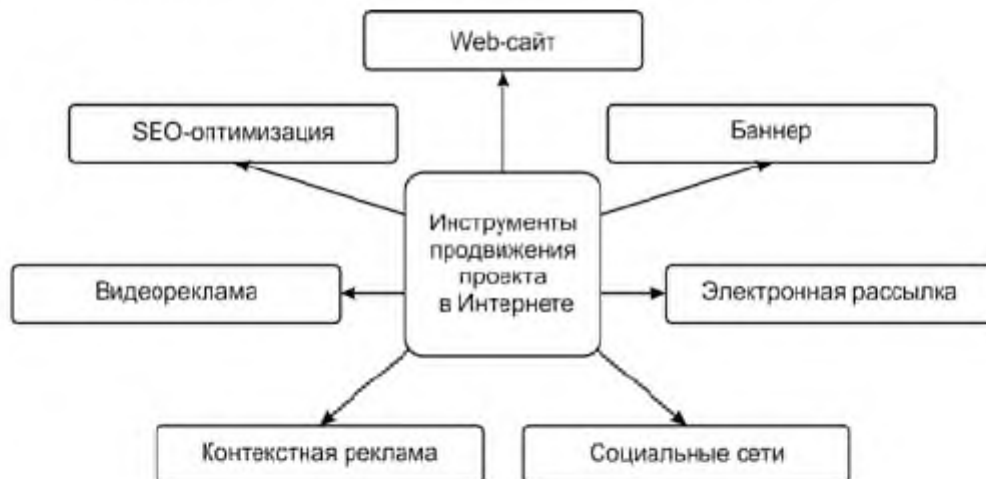 Web-сайт
SEO-оптимизация
Баннер
Инструменты
продвижения
проекта
в Интернете
Видеореклама
Электронная рассылка
Контекстная реклама
Социальные сети